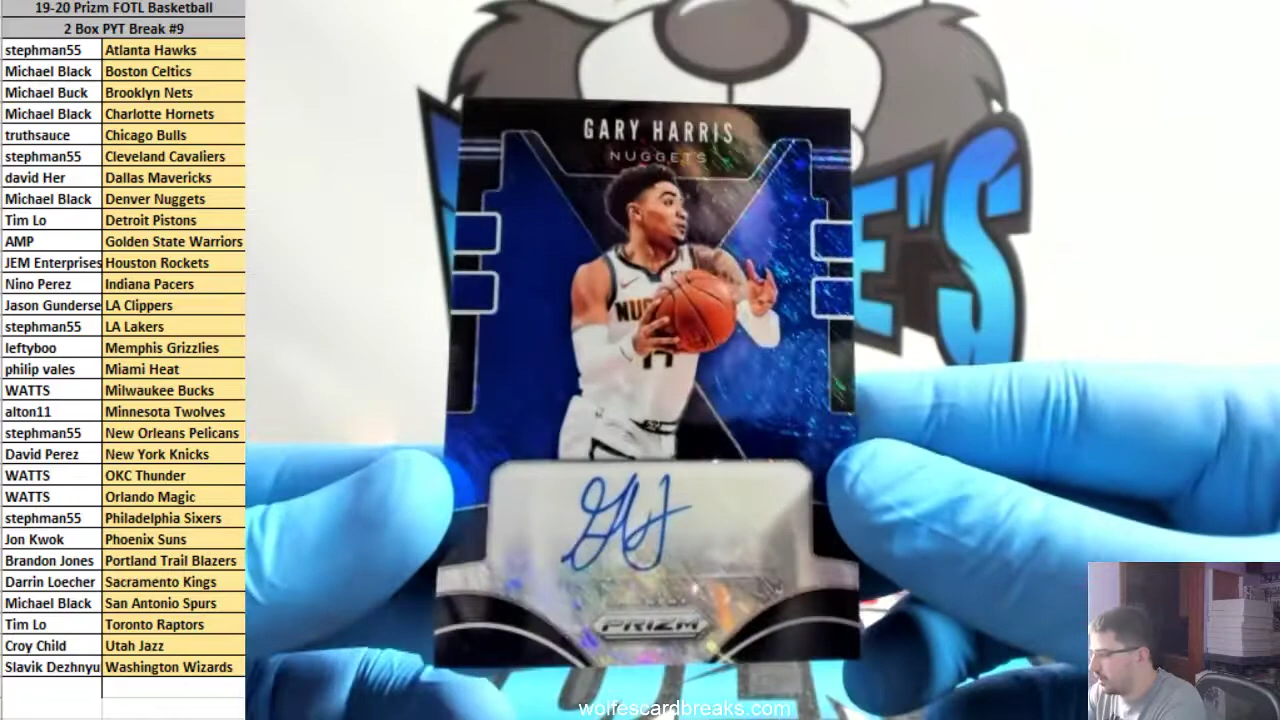 19-20 Prizm FOTL Basketball
2 Box PYT Break #9
stephman55 Atlanta Hawks
Michael Black Boston Celtics
Michael Buck Brooklyn Nets
Michael Black Charlotte Hornets
truthsauce Chicago Bulls
stephman55 Cleveland Cavaliers
david Her Dallas Mavericks
Michael Black Denver Nuggets
Tim Lo Detroit Pistons
AMP Golden State Warriors
JEM Enterprises Houston Rockets
Nino Perez Indiana Pacers
Jason Gunderse LA Clippers
stephman55 LA Lakers
leftyboo Memphis Grizzlies
philip vales Miami Heat
WATTS Milwaukee Bucks
alton11 Minnesota Twolves
stephman55 New Orleans Pelicans
David Perez New York Knicks
WATTS OKC Thunder
WATTS Orlando Magic
stephman55 Philadelphia Sixers
Jon Kwok Phoenix Suns
Brandon Jones Portland Trail Blazers
Darrin Loecher Sacramento Kings
Michael Black San Antonio Spurs
Tim Lo Toronto Raptors
Croy Child Utah Jazz
Slavik Dezhnyu Washington Wizards
GARY HARRIS
NUGGETS
NUG
14
E'S
PRIZM
wolfescardbreaks.com